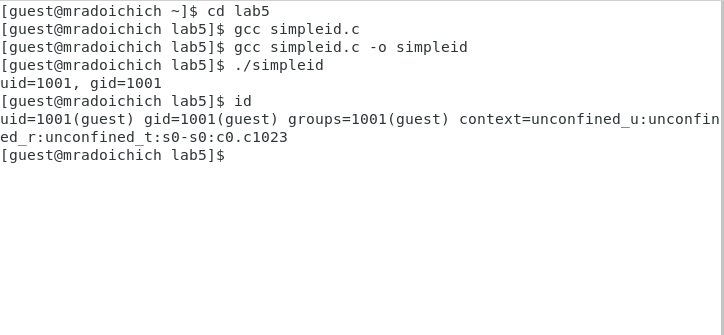 [guest@mradoichich ~]$ cd lab5
[guest@mradoichich lab5]$ gcc simpleid.c
[guest@mradoichich lab5]$ gcc simpleid.c -o simpleid
[guest@mradoichich lab5]$ ./simpleid
uid=1001, gid=1001
[guest@mradoichich lab5]$ id
uid=1001(guest) gid=1001(guest) groups=1001(guest) context=unconfined_u:unconfin
ed_r:unconfined_t:s0-s0:c0.c1023
[guest@mradoichich lab5]$